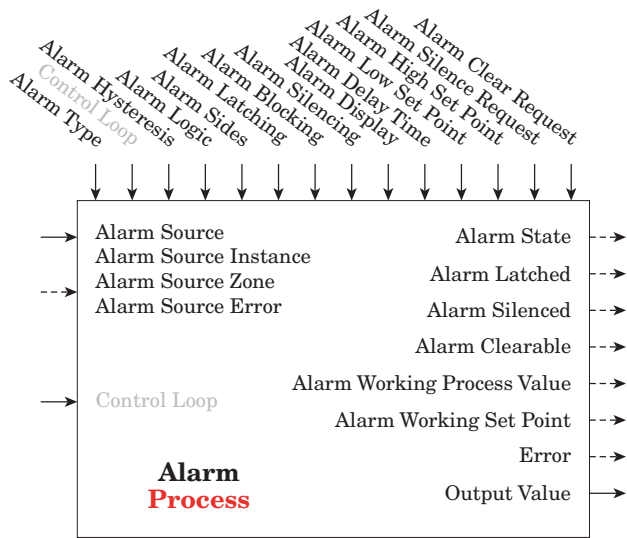 Alarm Type
Control Loop
Alarm Hysteresis
Alarm Logic
Alarm Sides
Alarm Latching
Alarm Blocking
Alarm Silencing
Alarm Display
Alarm Delay Time
Alarm Low Set Point
Alarm High Set Point
Alarm Silence Request
Alarm Clear Request
Alarm Source
Alarm Source Instance
Alarm Source Zone
Alarm Source Error
Control Loop
Alarm State
Alarm Latched
Alarm Silenced
Alarm Clearable
Alarm Working Process Value
Alarm Working Set Point
Error
Output Value
Alarm
Process